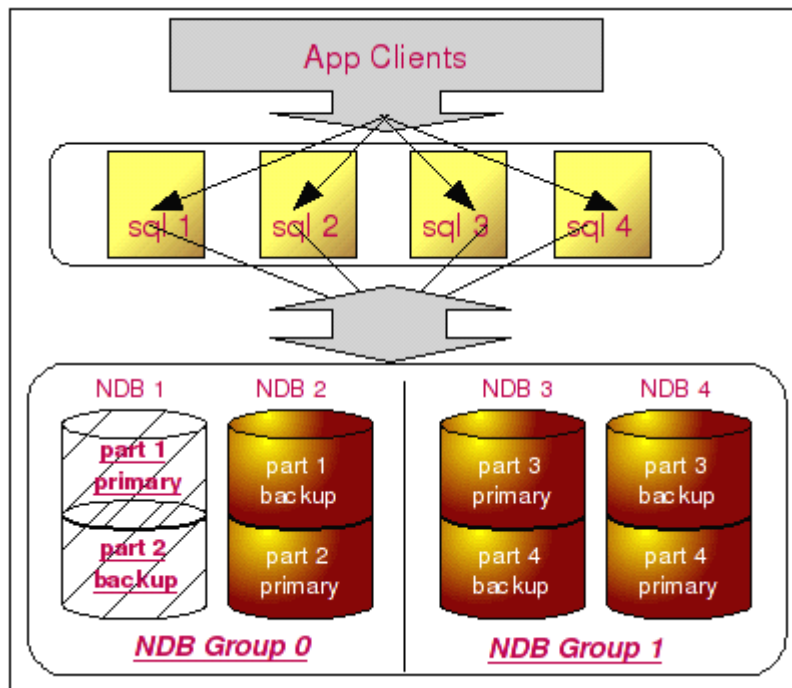 App Clients
sql 1
sql 2
sql 3
sql 4
NDB 1
NDB 2
NDB 3
NDB 4
part 1
primary
part 2
backup
part 1
backup
part 2
primary
part 3
primary
part 4
backup
part 3
backup
part 4
primary
NDB Group 0
NDB Group 1